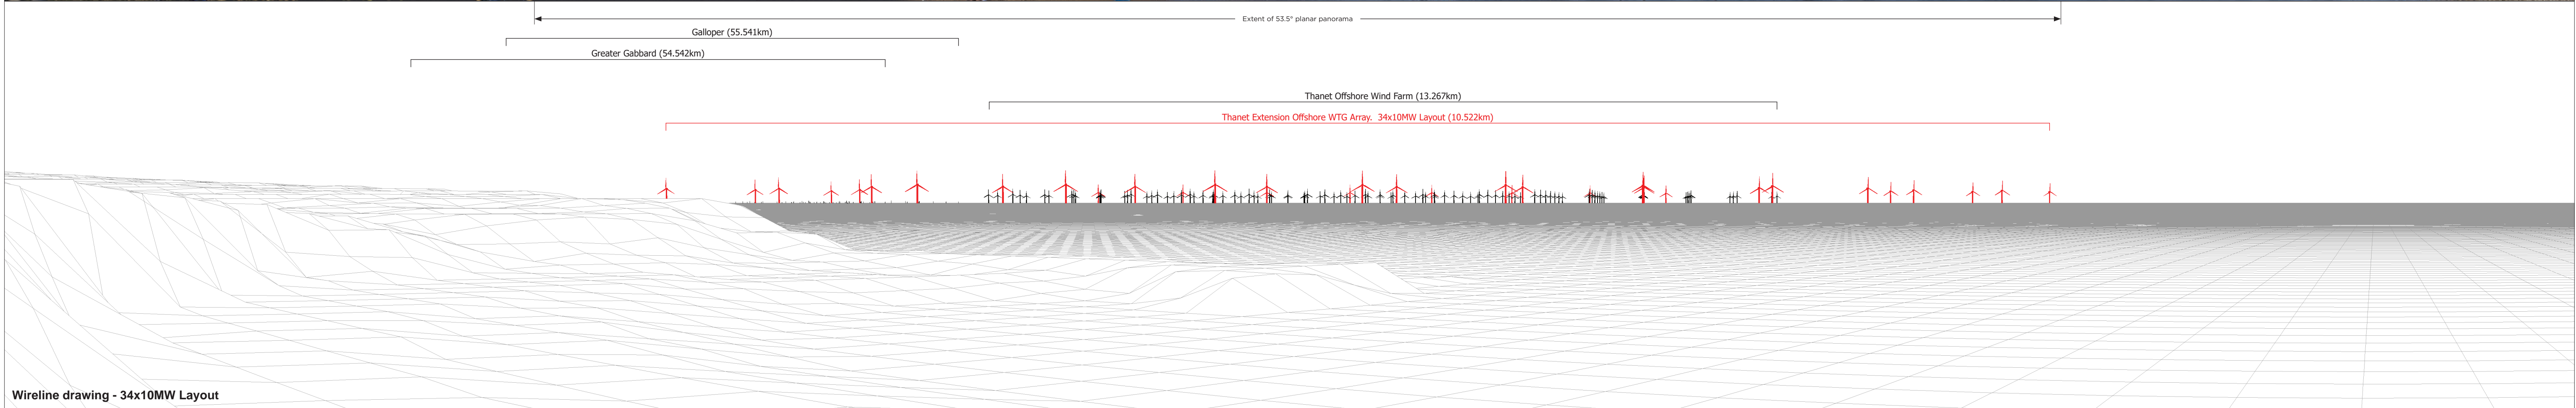 Extent of 53.5° planar panorama
Galloper (55.541km)
Greater Gabbard (54.542km)
Thanet Offshore Wind Farm (13.267km)
Thanet Extension Offshore WTG Array.  34x10MW Layout (10.522km)
Wireline drawing - 34x10MW Layout